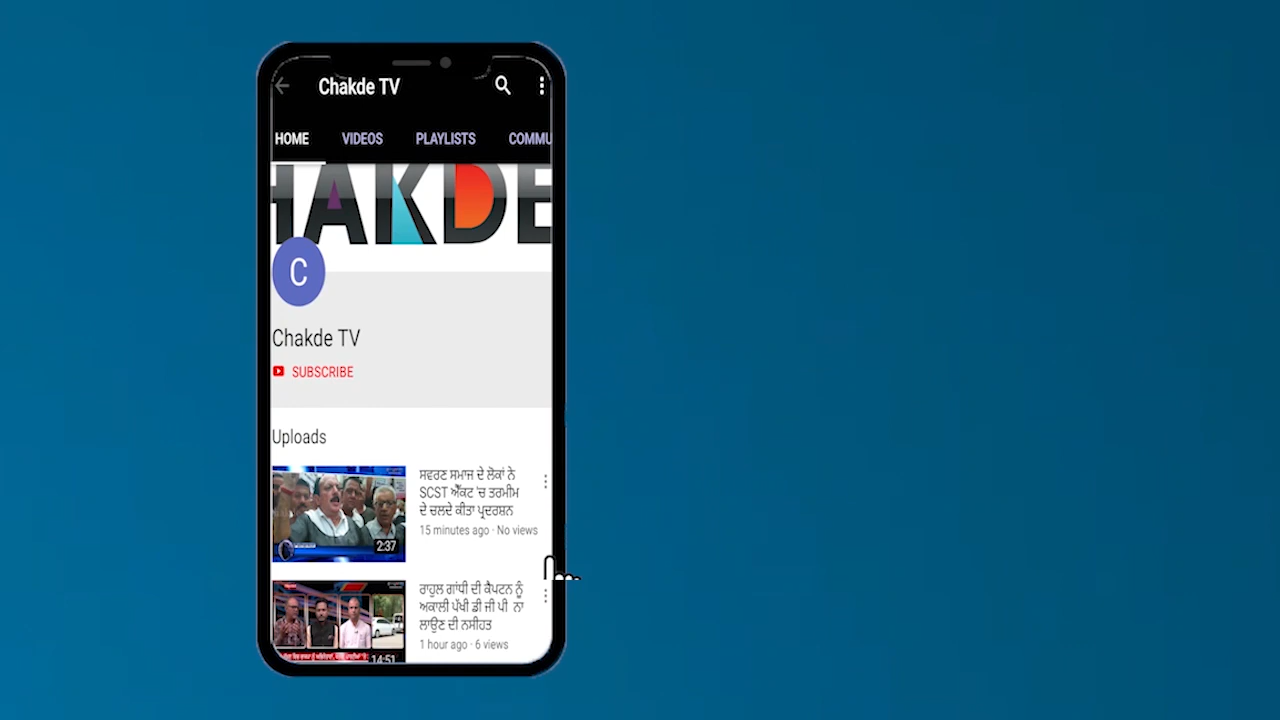 Chakde TV
HOME VIDEOS PLAYLISTS COMMU
HAKDE
C
Chakde TV
SUBSCRIBE
Uploads
ਸਵਰਣ ਸਮਾਜ ਦੇ ਲੋਕਾਂ ਨੇ
SCST ਐਂਕਟ 'ਚ ਤਰਮੀਮ
ਦੇ ਚਲਦੇ ਕੀਤਾ ਪ੍ਰਦਰਸ਼ਨ
15 minutes ago · No views
2:37
ਰਾਹੁਲ ਗਾਂਧੀ ਦੀ ਕੈਪਟਨ ਨੂੰ
ਅਕਾਲੀ ਪੱਖੀ ਡੀ ਜੀ ਪੀ ਨਾ
ਲਾਉਣ ਦੀ ਨਸੀਹਤ
1 hour ago · 6 views
14:51